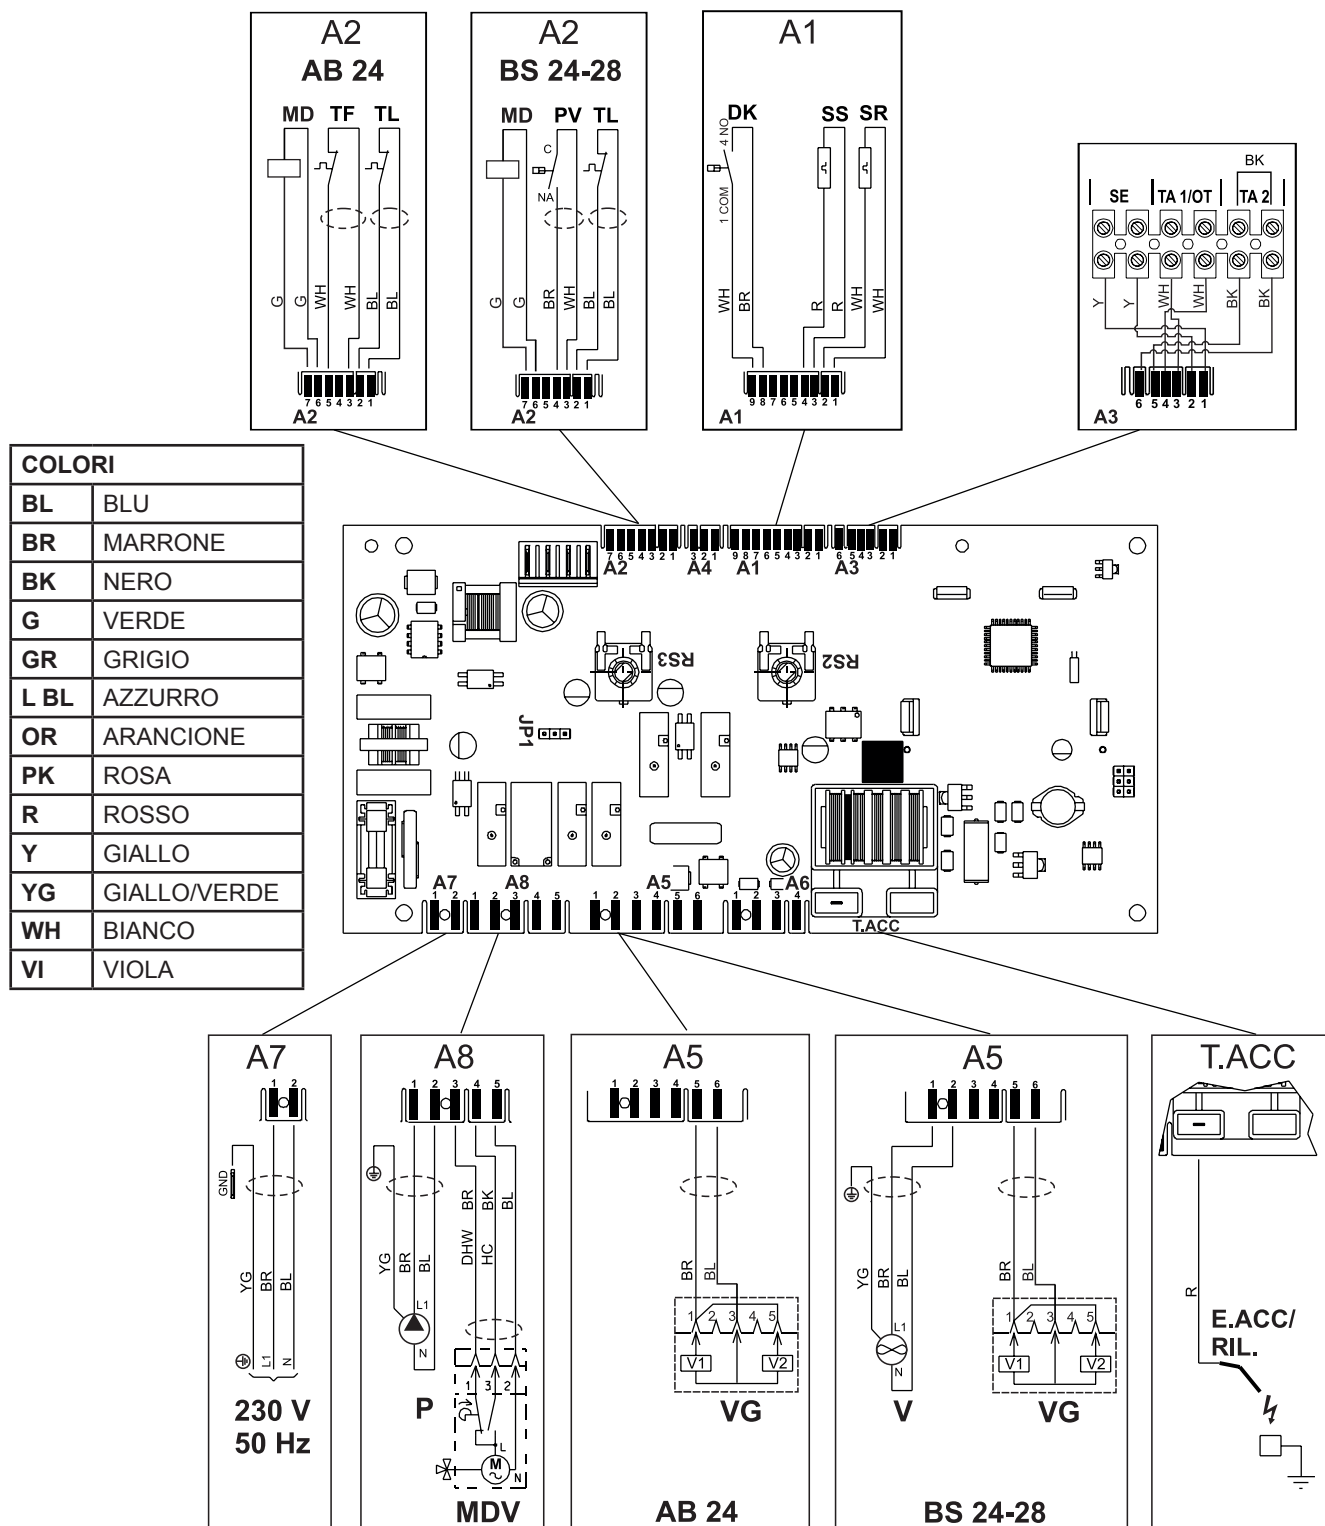 A2
AB 24
MD TF TL
G G WH WH BL BL
7 6 5 4 3 2 1
A2
A2
BS 24-28
MD PV TL
C
NA
G G BR WH BL BL
7 6 5 4 3 2 1
A2
A1
DK SS SR
4 NO
1 COM
WH BR R R WH WH
9 8 7 6 5 4 3 2 1
A1
BK
SE TA 1/OT TA 2
Y Y WH WH BK BK
6 5 4 3 2 1
A3
COLORI
BL BLU
BR MARRONE
BK NERO
G VERDE
GR GRIGIO
L BL AZZURRO
OR ARANCIONE
PK ROSA
R ROSSO
Y GIALLO
YG GIALLO/VERDE
WH BIANCO
VI VIOLA
7 6 5 4 3 2 1 3 2 1 9 8 7 6 5 4 3 2 1 6 5 4 3 2 1
A2 A4 A1 A3
RS3 RS2
JP1
A7 A8 A5 A6
1 2 1 2 3 4 5 1 2 3 4 5 6 1 2 3 4
T.ACC
A7
1 2
GND
YG BR BL
L1 N
230 V
50 Hz
A8
1 2 3 4 5
BR BK BL
DHW HC
YG BR BL
L1
N
P
1 3 2
L
M
N
MDV
A5
1 2 3 4 5 6
BR BL
1 2 3 4 5
V1 V2
VG
AB 24
A5
1 2 3 4 5 6
YG BR BL BR BL
L1
N
V
1 2 3 4 5
V1 V2
VG
BS 24-28
T.ACC
R
E.ACC/
RIL.